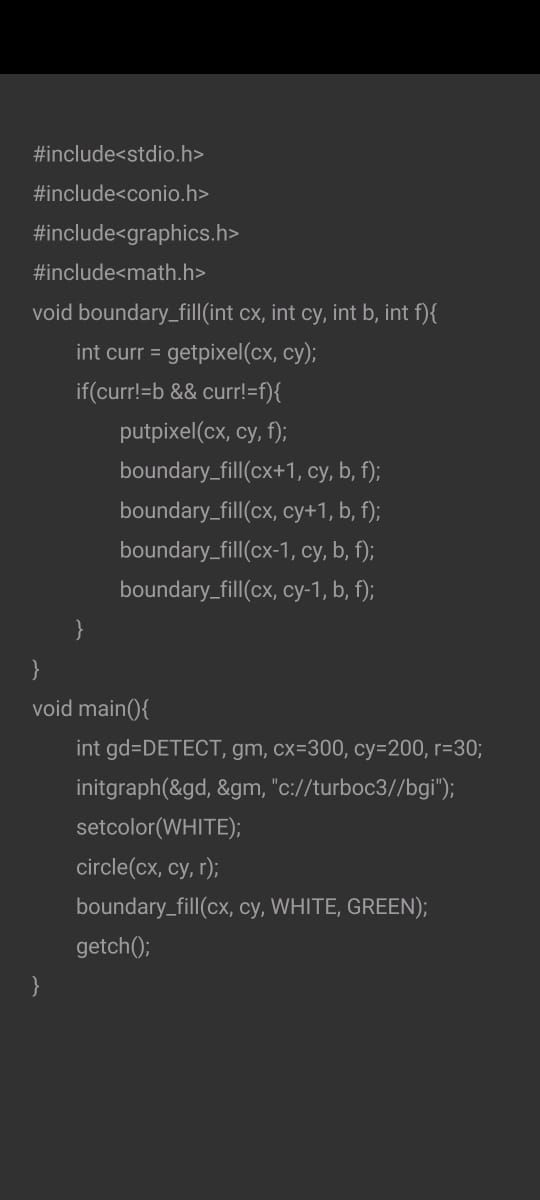 #include<stdio.h>
#include<conio.h>
#include<graphics.h>
#include<math.h>
void boundary_fill(int cx, int cy, int b, int f){
    int curr = getpixel(cx, cy);
    if(curr!=b && curr!=f){
        putpixel(cx, cy, f);
        boundary_fill(cx+1, cy, b, f);
        boundary_fill(cx, cy+1, b, f);
        boundary_fill(cx-1, cy, b, f);
        boundary_fill(cx, cy-1, b, f);
    }
}
void main(){
    int gd=DETECT, gm, cx=300, cy=200, r=30;
    initgraph(&gd, &gm, "c://turboc3//bgi");
    setcolor(WHITE);
    circle(cx, cy, r);
    boundary_fill(cx, cy, WHITE, GREEN);
    getch();
}